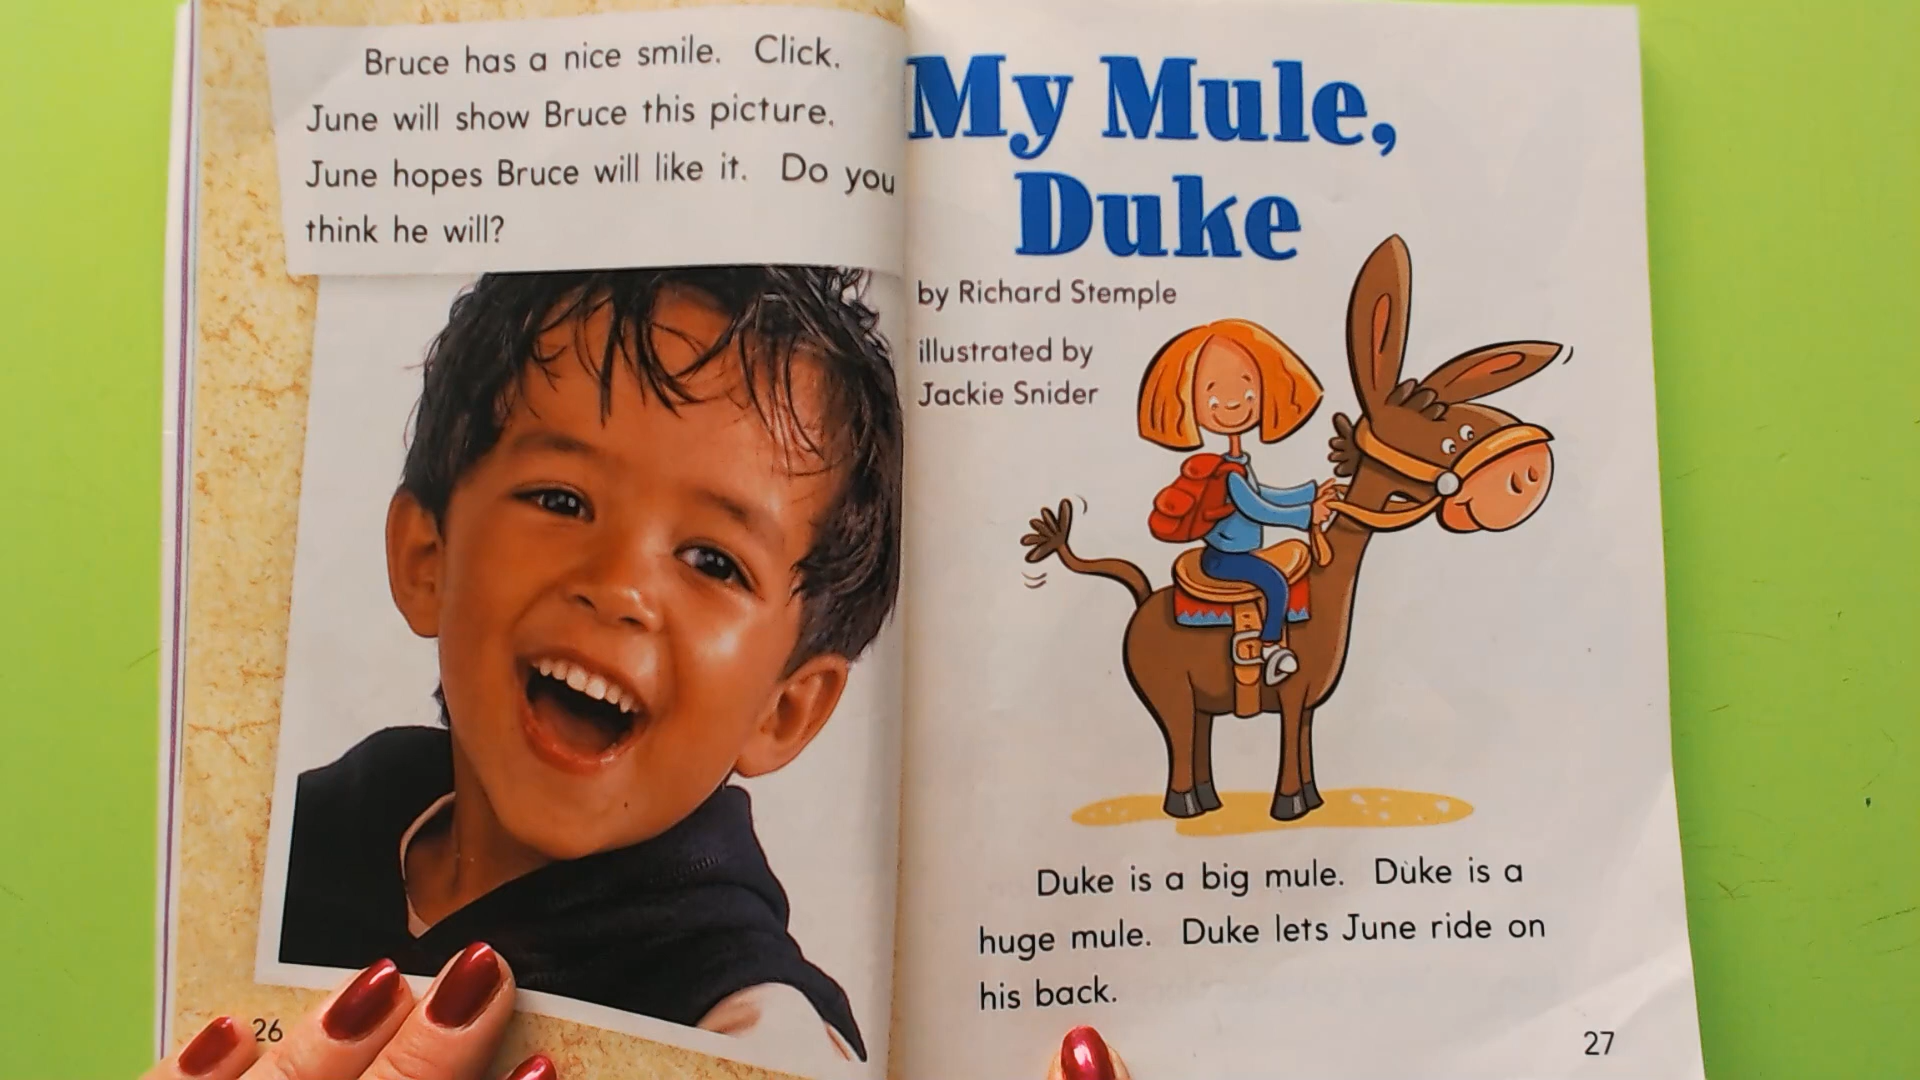 Bruce has a nice smile. Click.
June will show Bruce this picture.
June hopes Bruce will like it. Do you
think he will?
26
My Mule,
Duke
by Richard Stemple
illustrated by
Jackie Snider
Duke is a big mule. Duke is a
huge mule. Duke lets June ride on
his back.
27